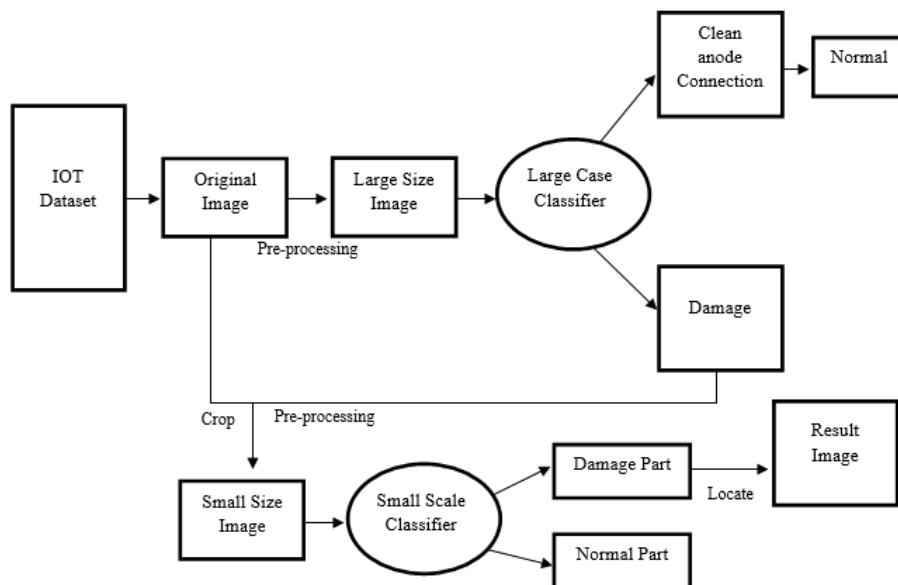 IOT
Dataset
Original
Image
Pre-processing
Large Size
Image
Large Case
Classifier
Clean
anode
Connection
Normal
Damage
Crop
Pre-processing
Small Size
Image
Small Scale
Classifier
Damage Part
Locate
Result
Image
Normal Part